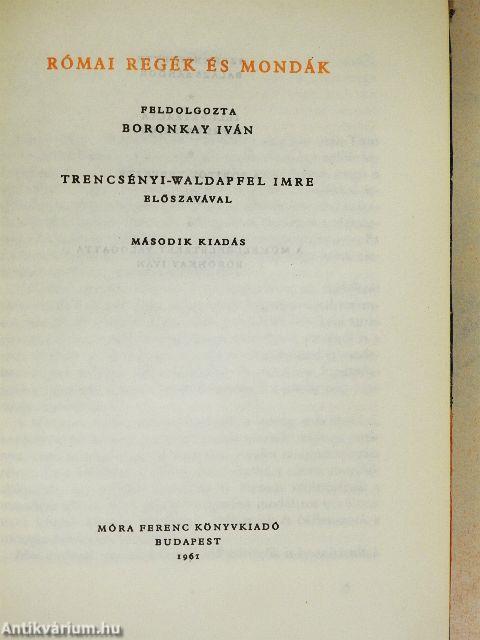 RÓMAI REGÉK ÉS MONDÁK
FELDOLGOZTA
BORONKAY IVÁN
TRENCSÉNYI-WALDAPFEL IMRE
ELŐSZAVÁVAL
MÁSODIK KIADÁS
MÓRA FERENC KÖNYVKIADÓ
BUDAPEST
1961
Antikvárium.hu